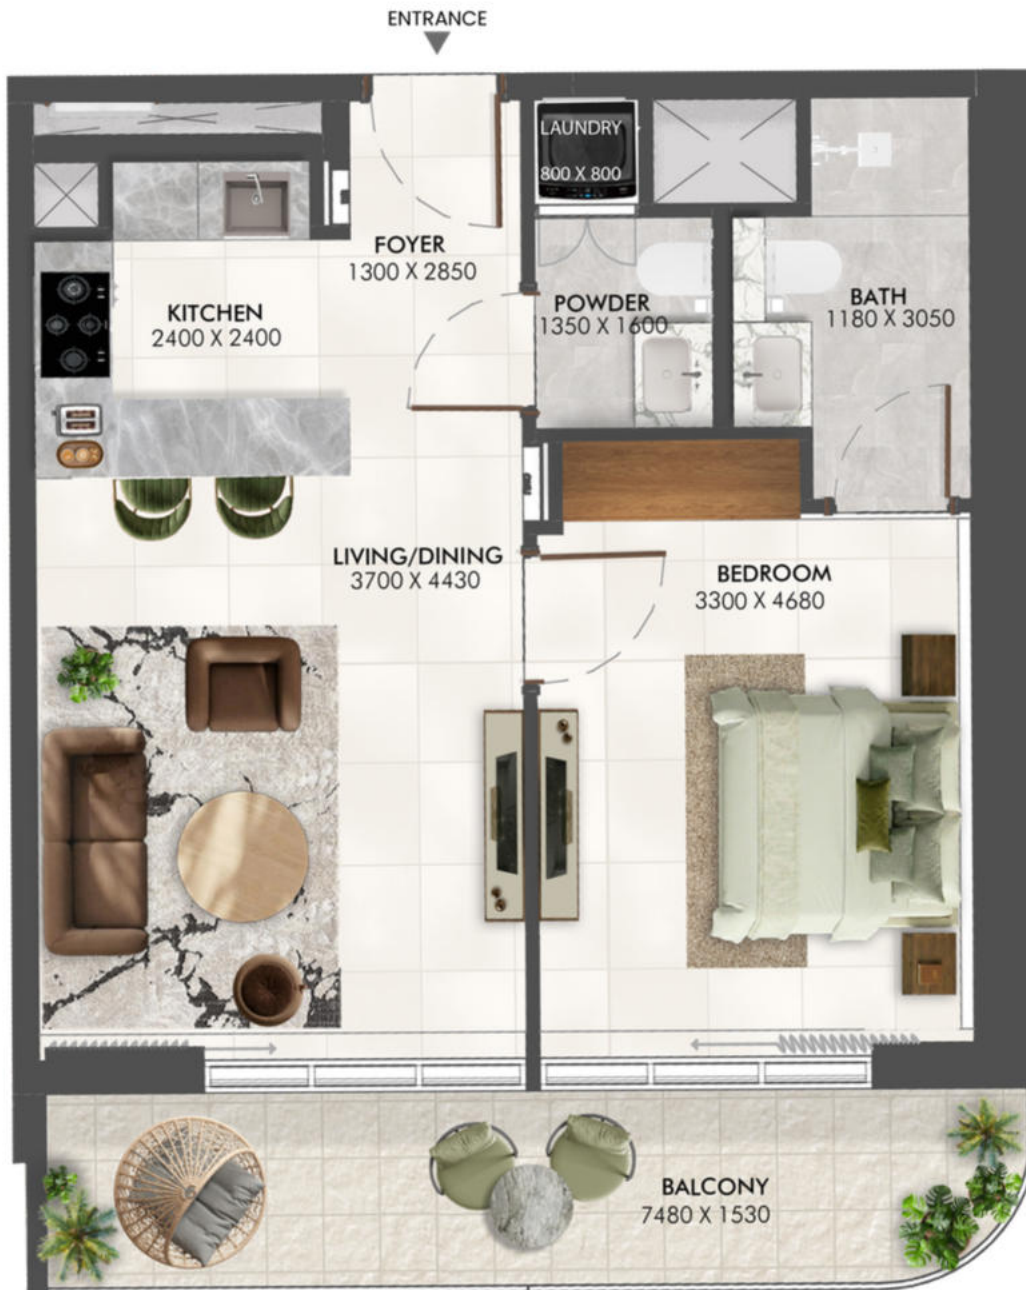 ENTRANCE
LAUNDRY
800 X 800
FOYER
1300 X 2850
KITCHEN
2400 X 2400
POWDER
1350 X 1600
BATH
1180 X 3050
LIVING/DINING
3700 X 4430
BEDROOM
3300 X 4680
BALCONY
7480 X 1530